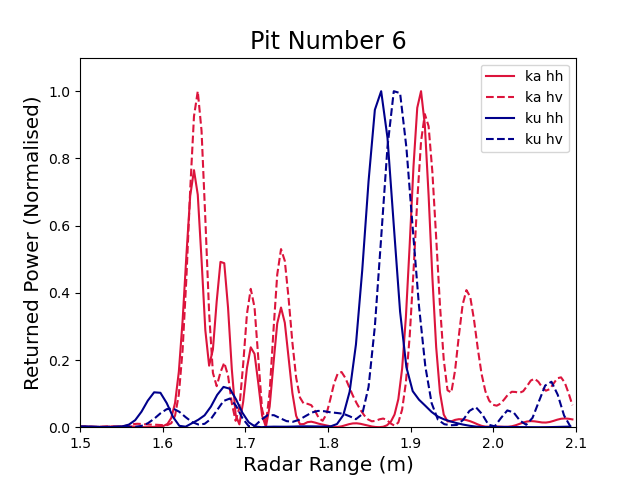 Pit Number 6
ka hh
ka hv
ku hh
ku hv
Returned Power (Normalised)
1.0
0.8
0.6
0.4
0.2
0.0
1.5 1.6 1.7 1.8 1.9 2.0 2.1
Radar Range (m)